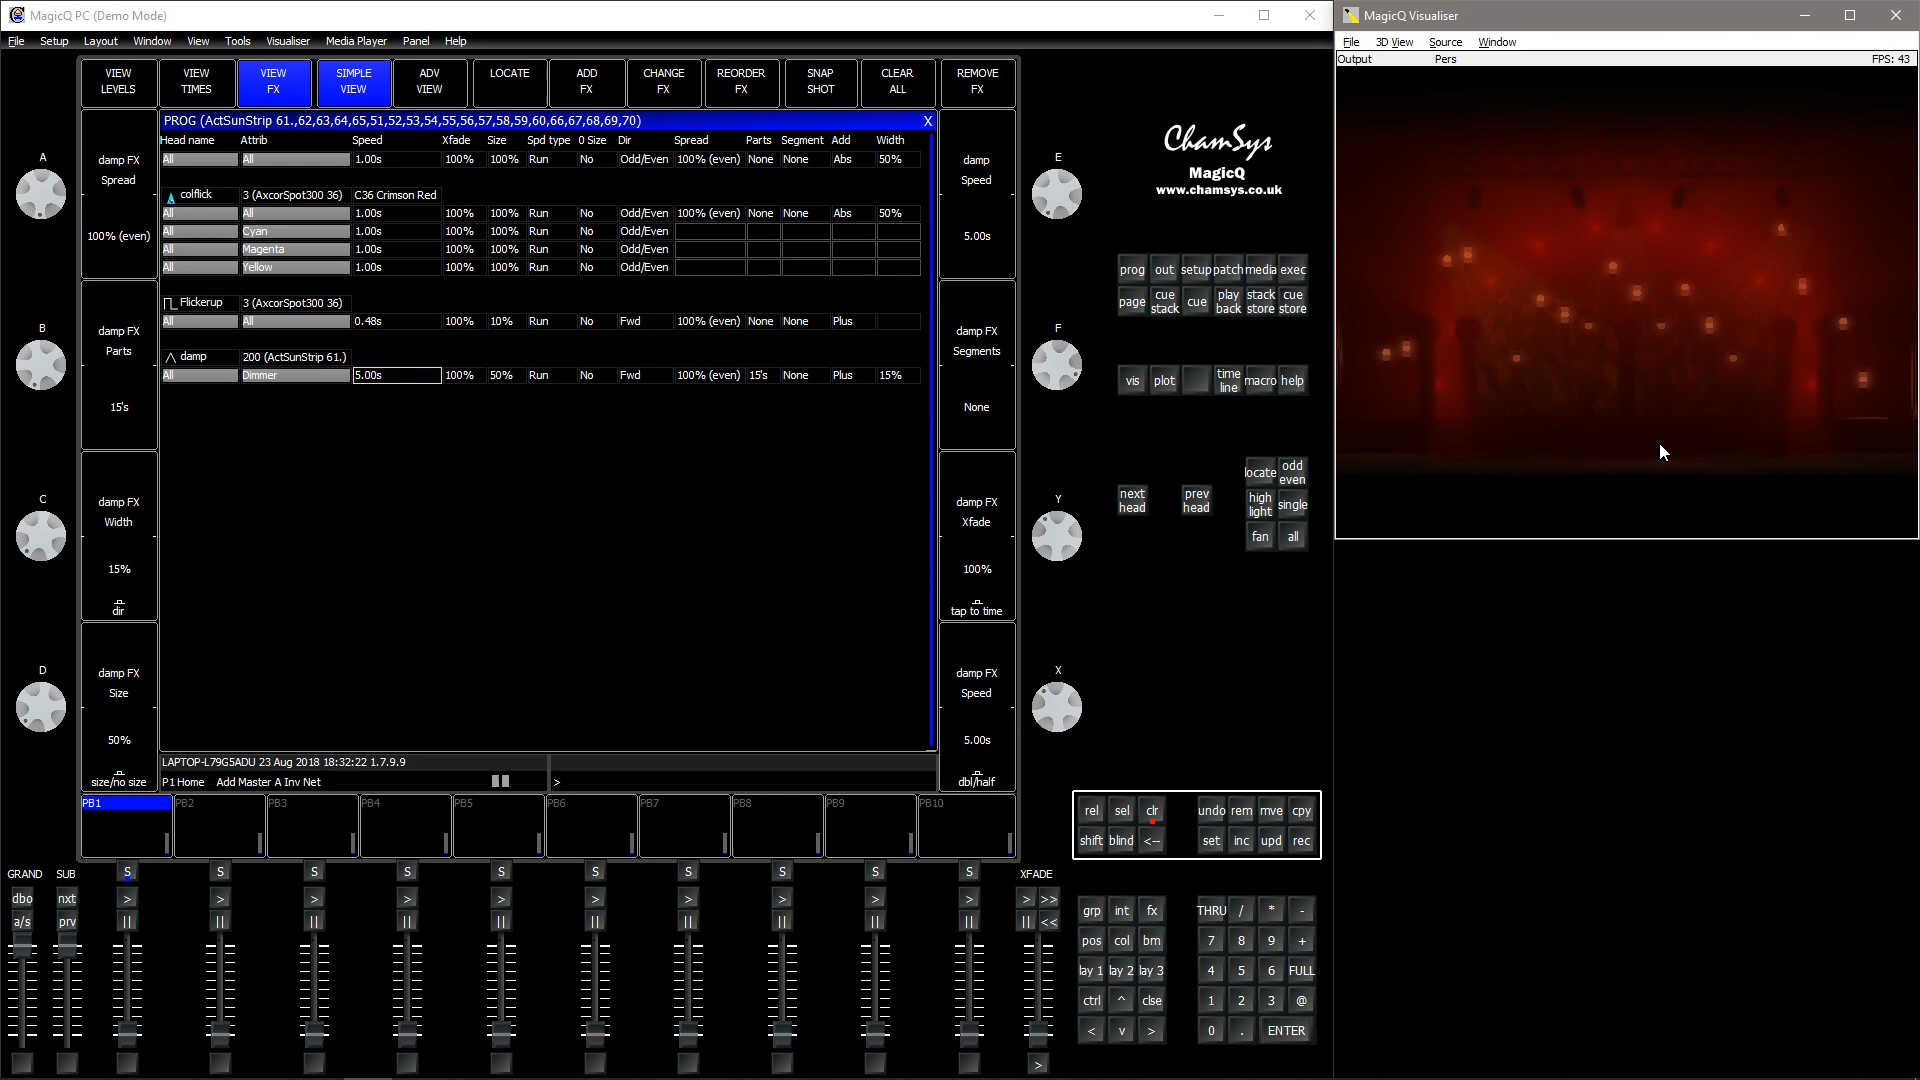 MagicQ PC (Demo Mode)
File Setup Layout Window View Tools Visualiser Media Player Panel Help
VIEW LEVELS
VIEW TIMES
VIEW FX
SIMPLE VIEW
ADV VIEW
LOCATE
ADD FX
CHANGE FX
REORDER FX
SNAP SHOT
CLEAR ALL
REMOVE FX
PROG (ActSunStrip 61.,62,63,64,65,51,52,53,54,55,56,57,58,59,60,66,67,68,69,70) X
Head name Attrib Speed Xfade Size Spd type 0 Size Dir Spread Parts Segment Add Width
All All 1.00s 100% 100% Run No Odd/Even 100% (even) None None Abs 50%
colflick 3 (AxcorSpot300 36) C36 Crimson Red
All All 1.00s 100% 100% Run No Odd/Even 100% (even) None None Abs 50%
All Cyan 1.00s 100% 100% Run No Odd/Even
All Magenta 1.00s 100% 100% Run No Odd/Even
All Yellow 1.00s 100% 100% Run No Odd/Even
Flickerup 3 (AxcorSpot300 36)
All All 0.48s 100% 10% Run No Fwd 100% (even) None None Plus
damp 200 (ActSunStrip 61.)
All Dimmer 5.00s 100% 50% Run No Fwd 100% (even) 15's None Plus 15%
A
damp FX
Spread
100% (even)
B
damp FX
Parts
15's
C
damp FX
Width
15%
dir
D
damp FX
Size
50%
size/no size
damp
Speed
5.00s
E
damp FX
Segments
None
F
damp FX
Xfade
100%
tap to time
Y
damp FX
Speed
5.00s
dbl/half
X
LAPTOP-L79G5ADU 23 Aug 2018 18:32:22 1.7.9.9
P1 Home Add Master A Inv Net >
PB1 PB2 PB3 PB4 PB5 PB6 PB7 PB8 PB9 PB10
GRAND SUB S S S S S S S S S S XFADE
dbo nxt > > > > > > > > > > > >>
a/s prv || || || || || || || || || || || <<
>
ChamSys
MagicQ
www.chamsys.co.uk
prog out setup patch media exec
page cue stack cue play back stack store cue store
vis plot time line macro help
locate odd even
next head prev head high light single
fan all
rel sel clr undo rem mve cpy
shift blind <-- set inc upd rec
grp int fx THRU / * -
pos col bm 7 8 9 +
lay 1 lay 2 lay 3 4 5 6 FULL
ctrl ^ clse 1 2 3 @
< v > 0 . ENTER
MagicQ Visualiser
File 3D View Source Window
Output Pers FPS: 43